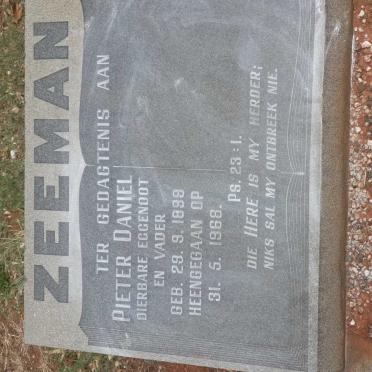 ZEEMAN
TER GEDAGTENIS AAN
PIETER DANIEL
DIERBARE EGGENOOT
EN VADER
GEB. 29. 9. 1899
HEENGEGAAN OP
31. 5. 1968.
PS. 23:1.
DIE HERE IS MY HERDER;
NIKS SAL MY ONTBREEK NIE.